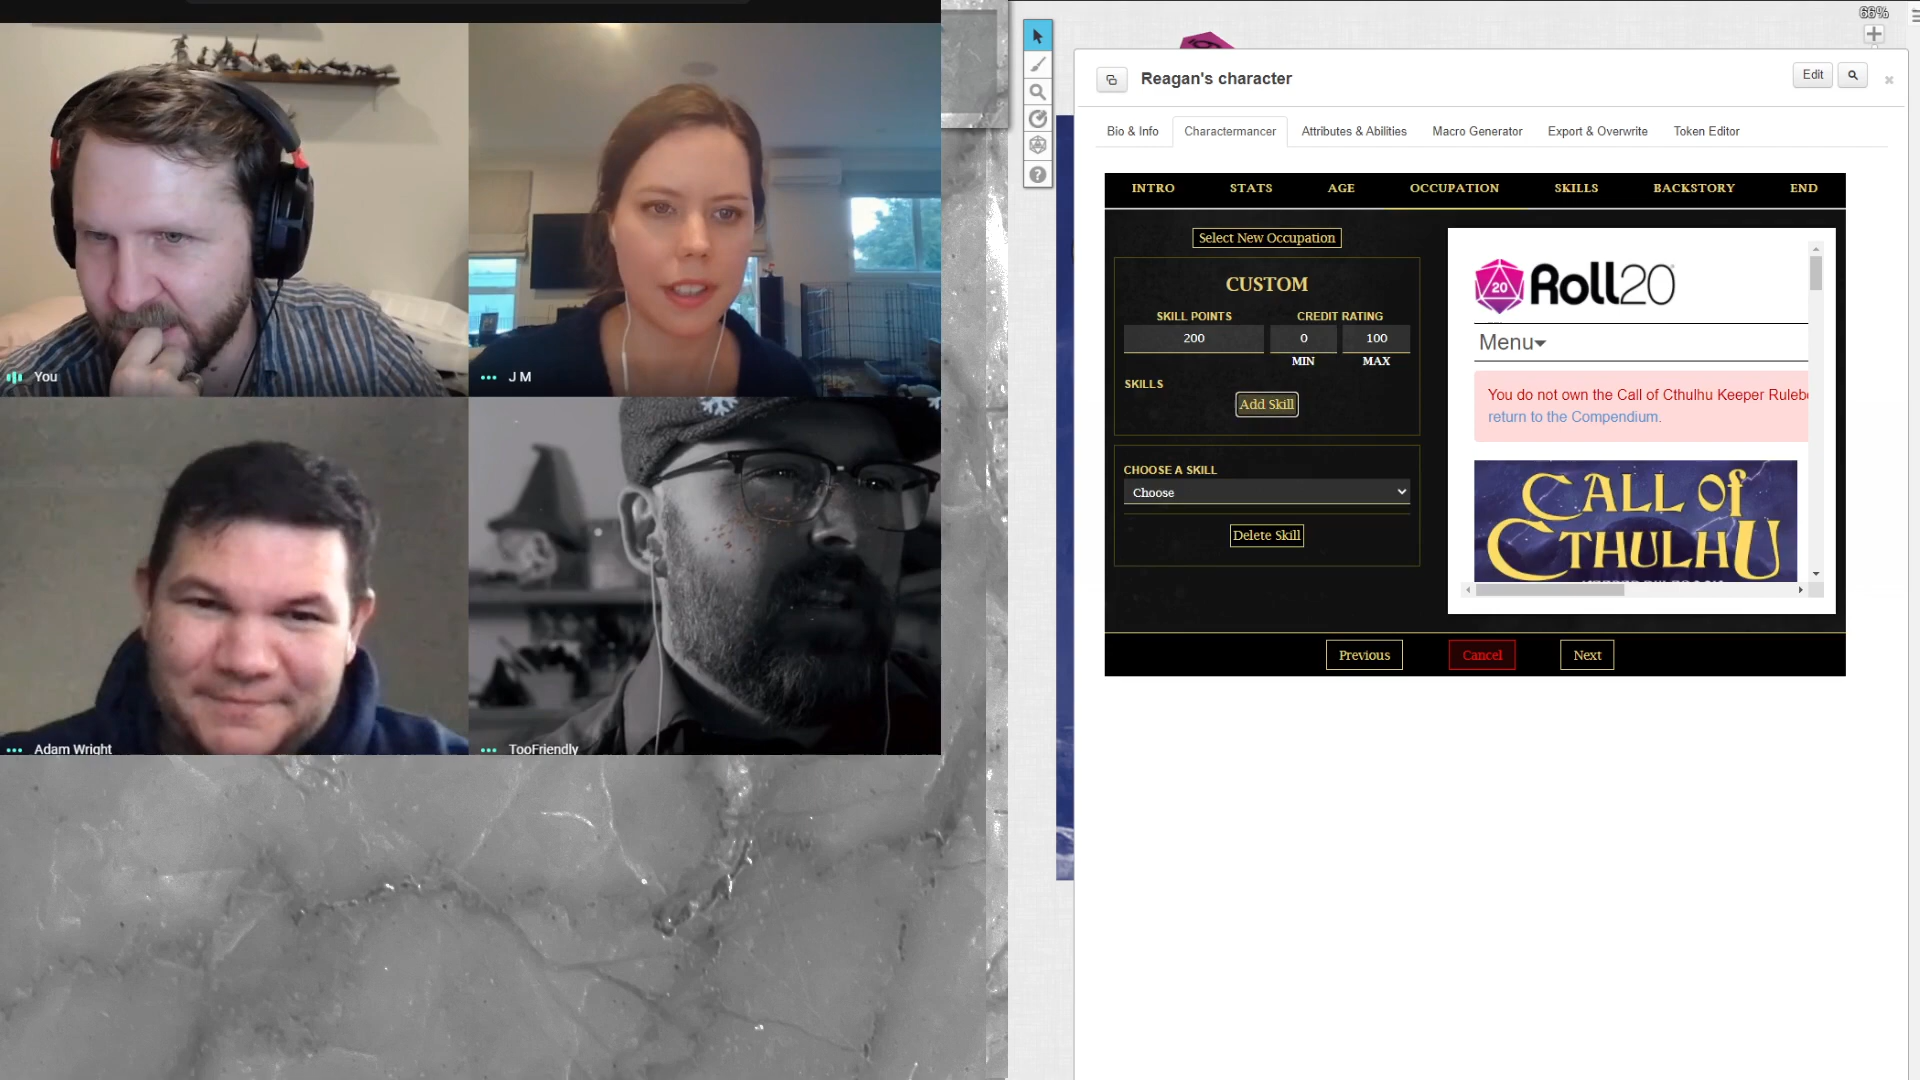 You
J M
Adam Wright
TooFriendly
66%
Reagan's character
Edit
Bio & Info
Charactermancer
Attributes & Abilities
Macro Generator
Export & Overwrite
Token Editor
INTRO
STATS
AGE
OCCUPATION
SKILLS
BACKSTORY
END
Select New Occupation
CUSTOM
SKILL POINTS
CREDIT RATING
200
0
100
MIN
MAX
SKILLS
Add Skill
CHOOSE A SKILL
Choose
Delete Skill
20
Roll20
Menu
You do not own the Call of Cthulhu Keeper
return to the Compendium.
CALL of
CTHULHU
Previous
Cancel
Next